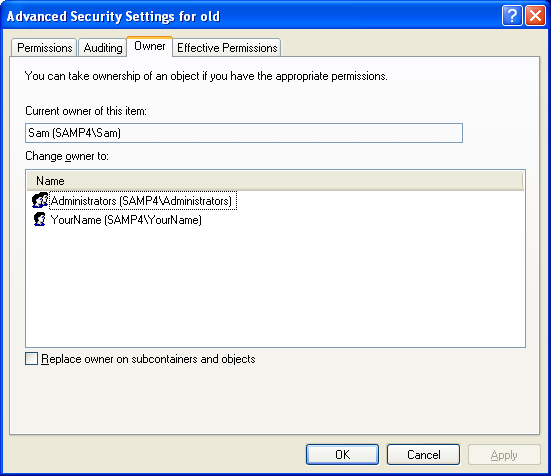 Advanced Security Settings for old
Permissions Auditing Owner Effective Permissions
You can take ownership of an object if you have the appropriate permissions.
Current owner of this item:
Sam (SAMP4\Sam)
Change owner to:
Name
Administrators (SAMP4\Administrators)
YourName (SAMP4\YourName)
Replace owner on subcontainers and objects
OK Cancel Apply